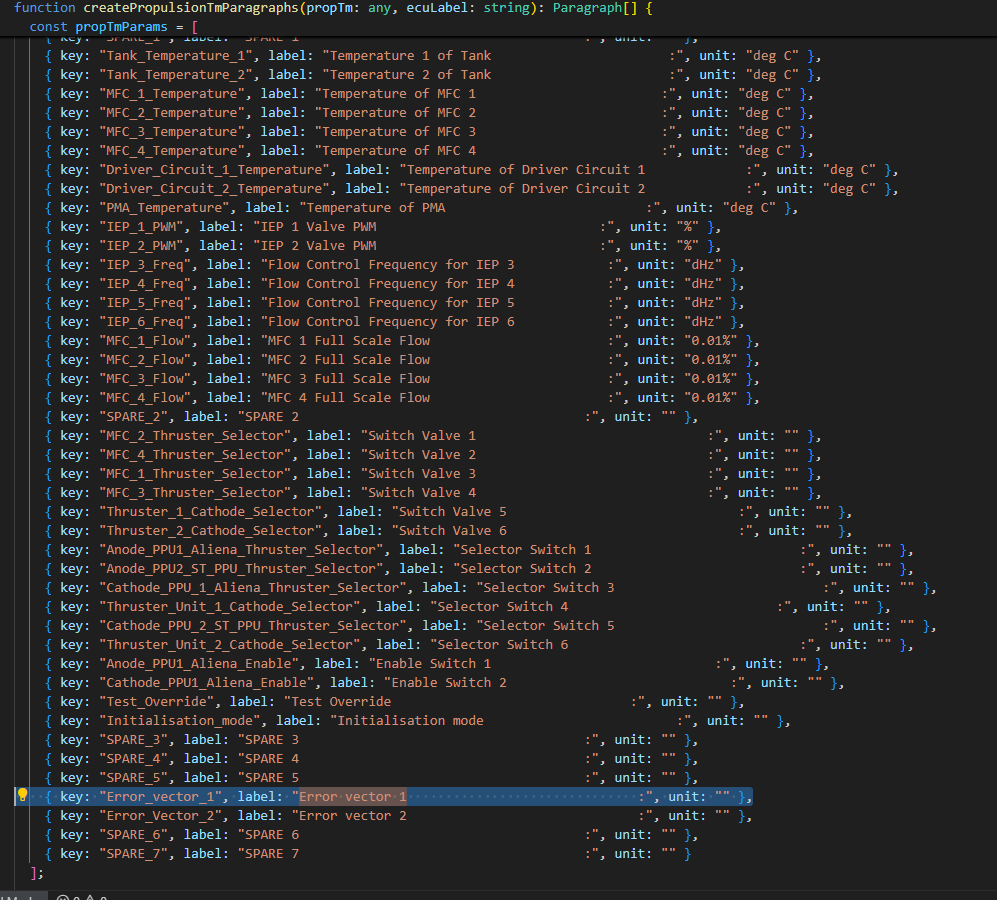 function createPropulsionTmParagraphs(propTm: any, ecuLabel: string): Paragraph[] {
const propTmParams = [
{ key: "SPARE_1", label: "SPARE 1 :", unit: "" },
{ key: "Tank_Temperature_1", label: "Temperature 1 of Tank :", unit: "deg C" },
{ key: "Tank_Temperature_2", label: "Temperature 2 of Tank :", unit: "deg C" },
{ key: "MFC_1_Temperature", label: "Temperature of MFC 1 :", unit: "deg C" },
{ key: "MFC_2_Temperature", label: "Temperature of MFC 2 :", unit: "deg C" },
{ key: "MFC_3_Temperature", label: "Temperature of MFC 3 :", unit: "deg C" },
{ key: "MFC_4_Temperature", label: "Temperature of MFC 4 :", unit: "deg C" },
{ key: "Driver_Circuit_1_Temperature", label: "Temperature of Driver Circuit 1 :", unit: "deg C" },
{ key: "Driver_Circuit_2_Temperature", label: "Temperature of Driver Circuit 2 :", unit: "deg C" },
{ key: "PMA_Temperature", label: "Temperature of PMA :", unit: "deg C" },
{ key: "IEP_1_PWM", label: "IEP 1 Valve PWM :", unit: "%" },
{ key: "IEP_2_PWM", label: "IEP 2 Valve PWM :", unit: "%" },
{ key: "IEP_3_Freq", label: "Flow Control Frequency for IEP 3 :", unit: "dHz" },
{ key: "IEP_4_Freq", label: "Flow Control Frequency for IEP 4 :", unit: "dHz" },
{ key: "IEP_5_Freq", label: "Flow Control Frequency for IEP 5 :", unit: "dHz" },
{ key: "IEP_6_Freq", label: "Flow Control Frequency for IEP 6 :", unit: "dHz" },
{ key: "MFC_1_Flow", label: "MFC 1 Full Scale Flow :", unit: "0.01%" },
{ key: "MFC_2_Flow", label: "MFC 2 Full Scale Flow :", unit: "0.01%" },
{ key: "MFC_3_Flow", label: "MFC 3 Full Scale Flow :", unit: "0.01%" },
{ key: "MFC_4_Flow", label: "MFC 4 Full Scale Flow :", unit: "0.01%" },
{ key: "SPARE_2", label: "SPARE 2 :", unit: "" },
{ key: "MFC_2_Thruster_Selector", label: "Switch Valve 1 :", unit: "" },
{ key: "MFC_4_Thruster_Selector", label: "Switch Valve 2 :", unit: "" },
{ key: "MFC_1_Thruster_Selector", label: "Switch Valve 3 :", unit: "" },
{ key: "MFC_3_Thruster_Selector", label: "Switch Valve 4 :", unit: "" },
{ key: "Thruster_1_Cathode_Selector", label: "Switch Valve 5 :", unit: "" },
{ key: "Thruster_2_Cathode_Selector", label: "Switch Valve 6 :", unit: "" },
{ key: "Anode_PPU1_Aliena_Thruster_Selector", label: "Selector Switch 1 :", unit: "" },
{ key: "Anode_PPU2_ST_PPU_Thruster_Selector", label: "Selector Switch 2 :", unit: "" },
{ key: "Cathode_PPU_1_Aliena_Thruster_Selector", label: "Selector Switch 3 :", unit: "" },
{ key: "Thruster_Unit_1_Cathode_Selector", label: "Selector Switch 4 :", unit: "" },
{ key: "Cathode_PPU_2_ST_PPU_Thruster_Selector", label: "Selector Switch 5 :", unit: "" },
{ key: "Thruster_Unit_2_Cathode_Selector", label: "Selector Switch 6 :", unit: "" },
{ key: "Anode_PPU1_Aliena_Enable", label: "Enable Switch 1 :", unit: "" },
{ key: "Cathode_PPU1_Aliena_Enable", label: "Enable Switch 2 :", unit: "" },
{ key: "Test_Override", label: "Test Override :", unit: "" },
{ key: "Initialisation_mode", label: "Initialisation mode :", unit: "" },
{ key: "SPARE_3", label: "SPARE 3 :", unit: "" },
{ key: "SPARE_4", label: "SPARE 4 :", unit: "" },
{ key: "SPARE_5", label: "SPARE 5 :", unit: "" },
{ key: "Error_vector_1", label: "Error vector 1 :", unit: "" },
{ key: "Error_Vector_2", label: "Error vector 2 :", unit: "" },
{ key: "SPARE_6", label: "SPARE 6 :", unit: "" },
{ key: "SPARE_7", label: "SPARE 7 :", unit: "" }
];